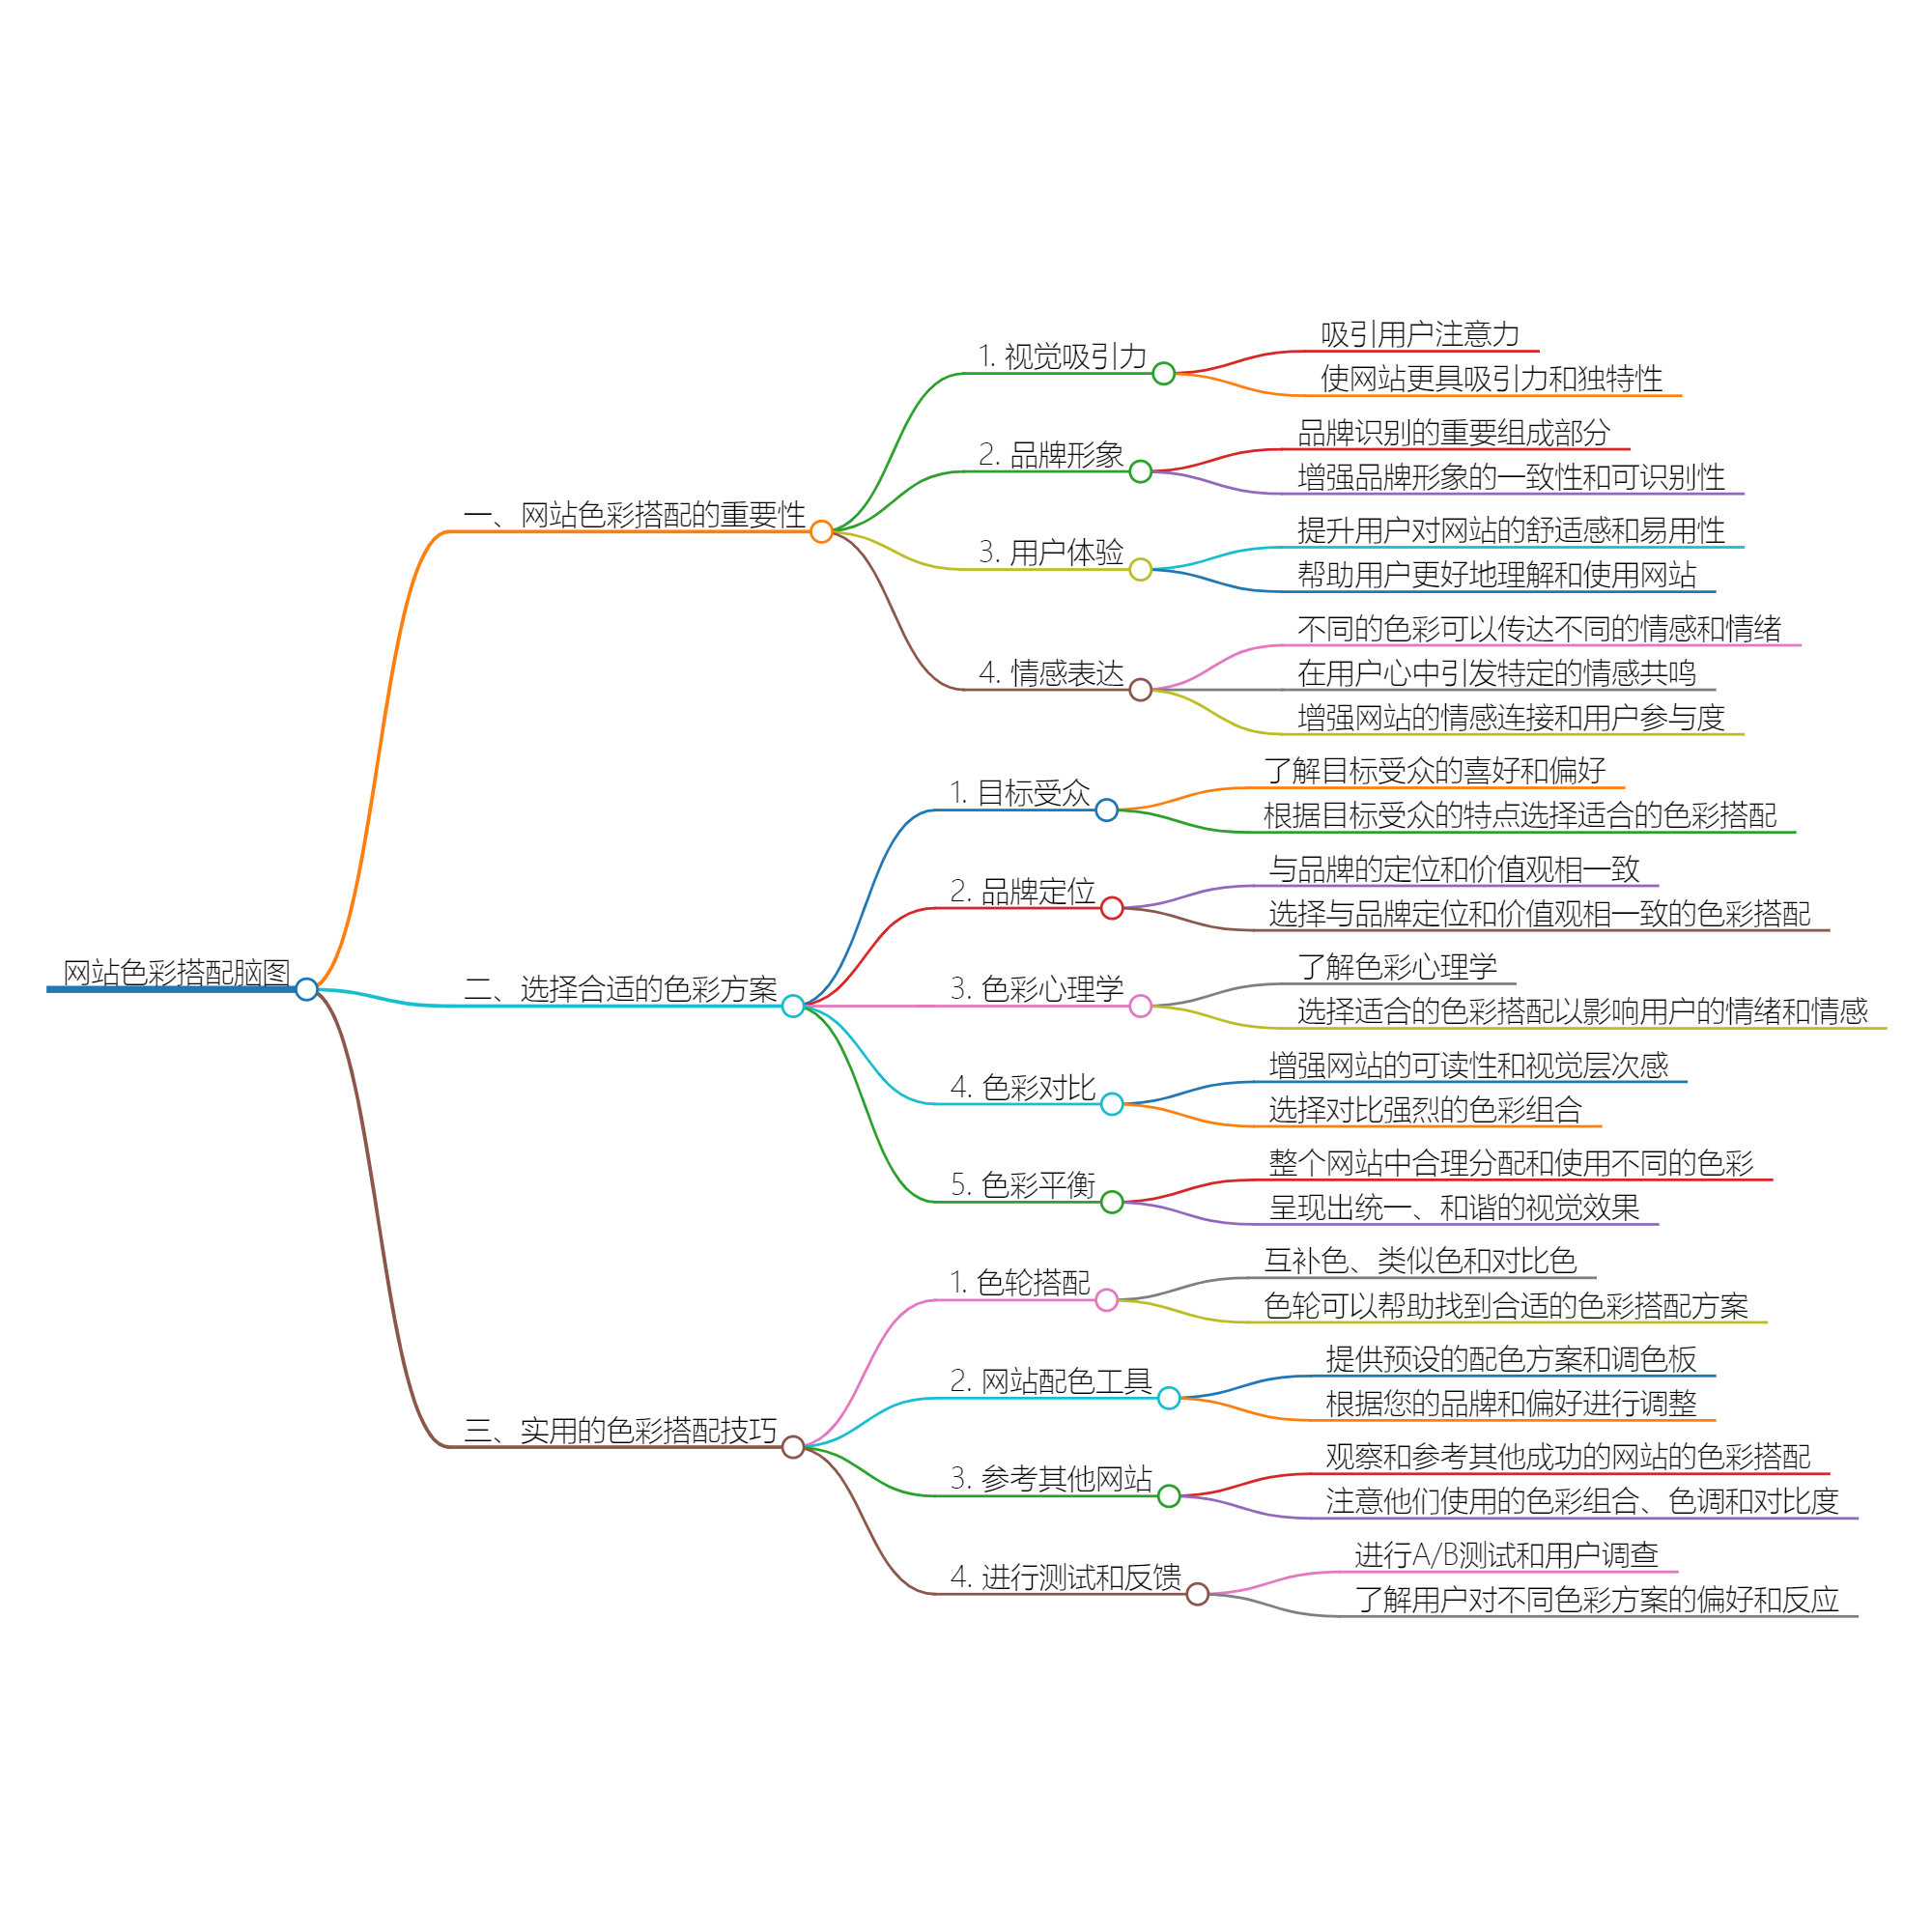 网站色彩搭配脑图
一、网站色彩搭配的重要性
1. 视觉吸引力
吸引用户注意力
使网站更具吸引力和独特性
2. 品牌形象
品牌识别的重要组成部分
增强品牌形象的一致性和可识别性
3. 用户体验
提升用户对网站的舒适感和易用性
帮助用户更好地理解和使用网站
4. 情感表达
不同的色彩可以传达不同的情感和情绪
在用户心中引发特定的情感共鸣
增强网站的情感连接和用户参与度
二、选择合适的色彩方案
1. 目标受众
了解目标受众的喜好和偏好
根据目标受众的特点选择适合的色彩搭配
2. 品牌定位
与品牌的定位和价值观相一致
选择与品牌定位和价值观相一致的色彩搭配
3. 色彩心理学
了解色彩心理学
选择适合的色彩搭配以影响用户的情绪和情感
4. 色彩对比
增强网站的可读性和视觉层次感
选择对比强烈的色彩组合
5. 色彩平衡
整个网站中合理分配和使用不同的色彩
呈现出统一、和谐的视觉效果
三、实用的色彩搭配技巧
1. 色轮搭配
互补色、类似色和对比色
色轮可以帮助找到合适的色彩搭配方案
2. 网站配色工具
提供预设的配色方案和调色板
根据您的品牌和偏好进行调整
3. 参考其他网站
观察和参考其他成功的网站的色彩搭配
注意他们使用的色彩组合、色调和对比度
4. 进行测试和反馈
进行A/B测试和用户调查
了解用户对不同色彩方案的偏好和反应